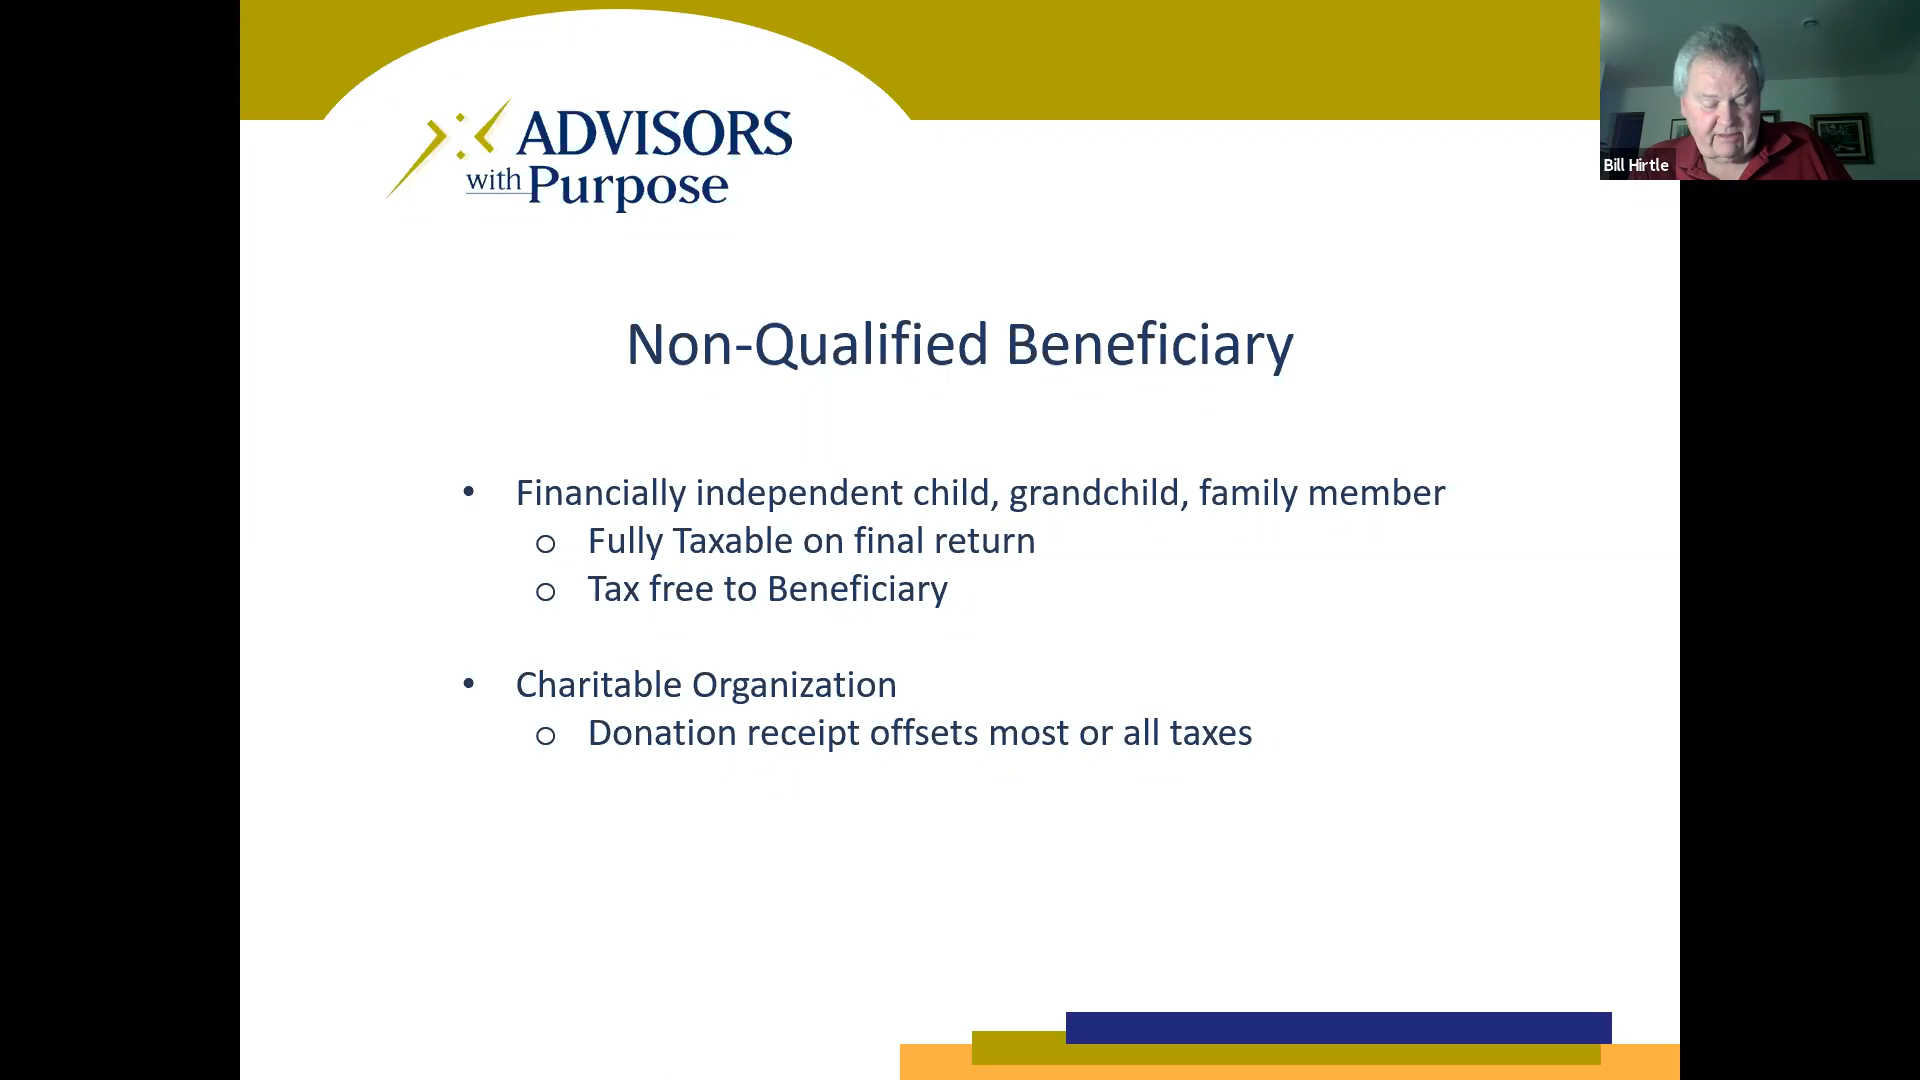 ADVISORS
with Purpose
Bill Hirtle
Non-Qualified Beneficiary
• Financially independent child, grandchild, family member
o Fully Taxable on final return
o Tax free to Beneficiary
• Charitable Organization
o Donation receipt offsets most or all taxes